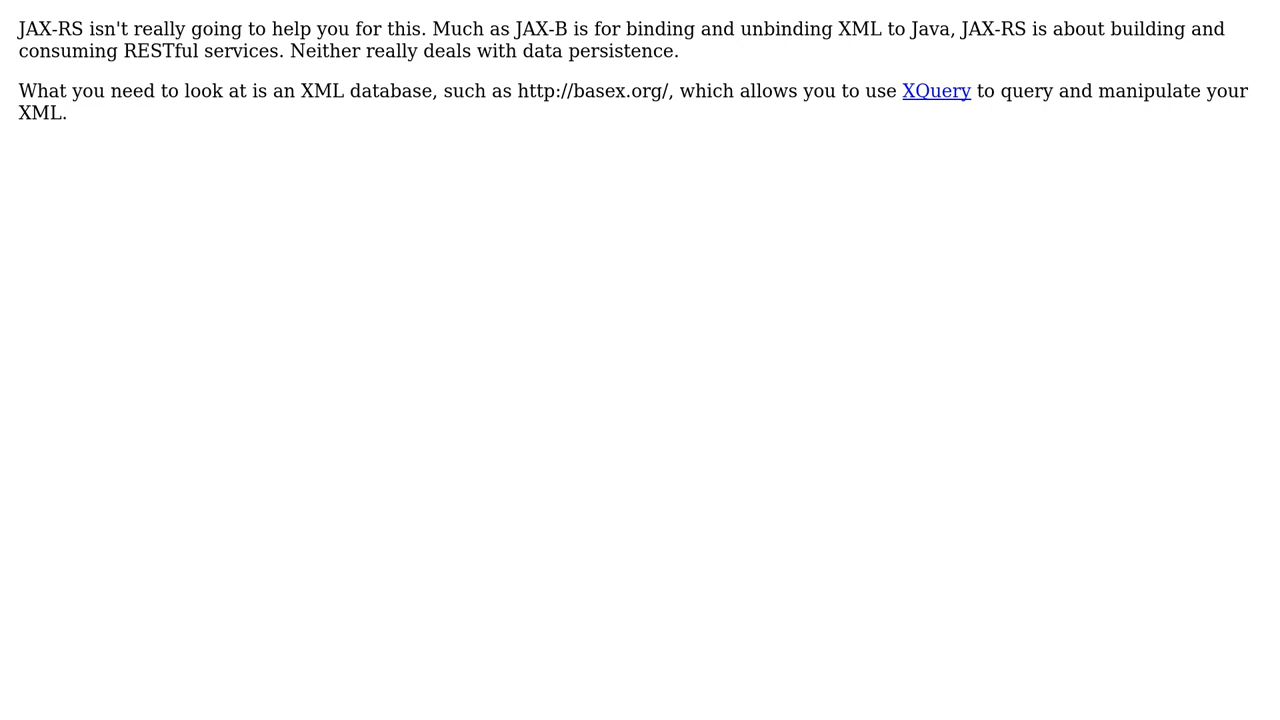 JAX-RS isn't really going to help you for this. Much as JAX-B is for binding and unbinding XML to Java, JAX-RS is about building and
consuming RESTful services. Neither really deals with data persistence.
What you need to look at is an XML database, such as http://basex.org/, which allows you to use XQuery to query and manipulate your
XML.